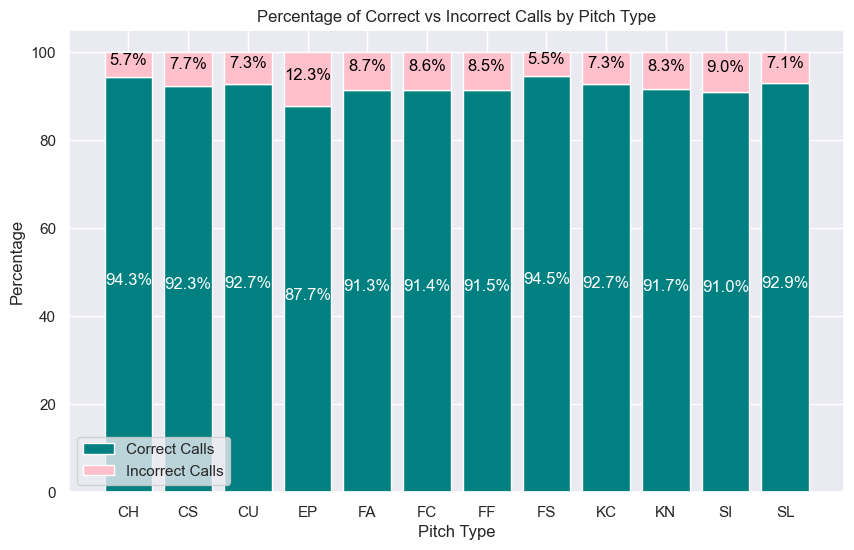 Percentage of Correct vs Incorrect Calls by Pitch Type
100
80
60
40
20
0
Percentage
5.7% 7.7% 7.3% 12.3% 8.7% 8.6% 8.5% 5.5% 7.3% 8.3% 9.0% 7.1%
94.3% 92.3% 92.7% 87.7% 91.3% 91.4% 91.5% 94.5% 92.7% 91.7% 91.0% 92.9%
Correct Calls
Incorrect Calls
CH CS CU EP FA FC FF FS KC KN SI SL
Pitch Type